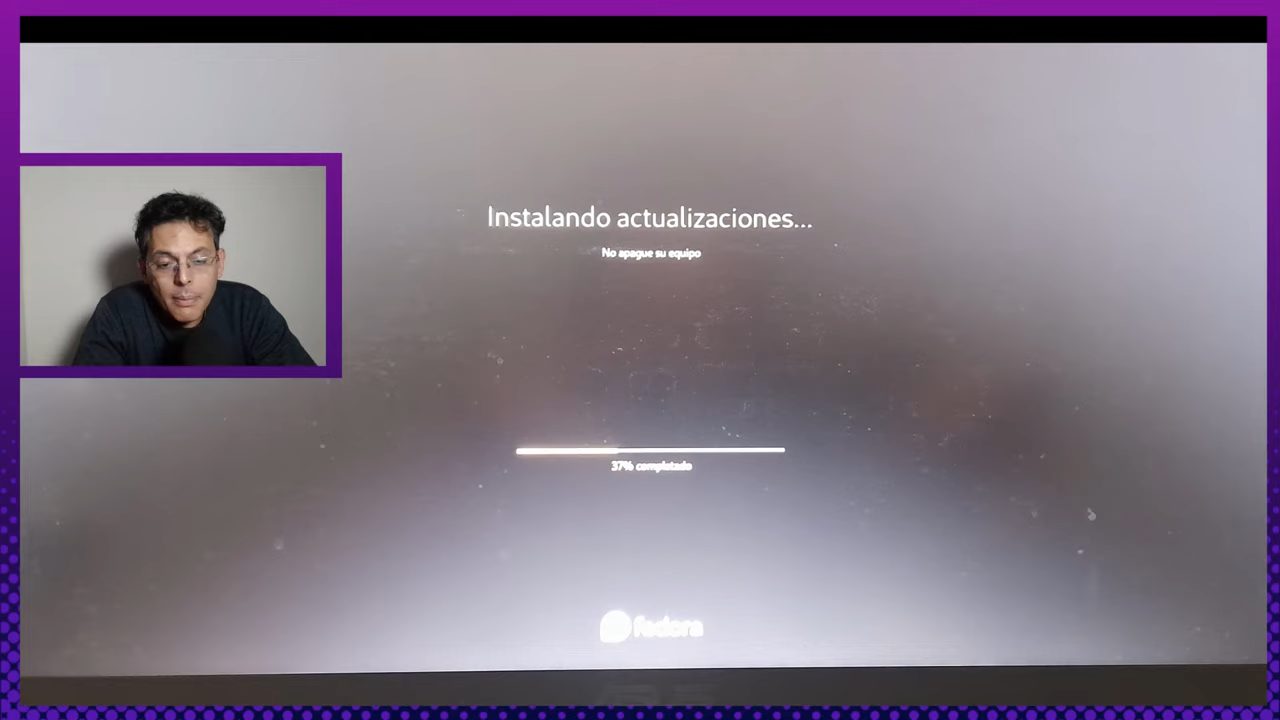 Instalando actualizaciones...
No apague su equipo
37% completado
fedora